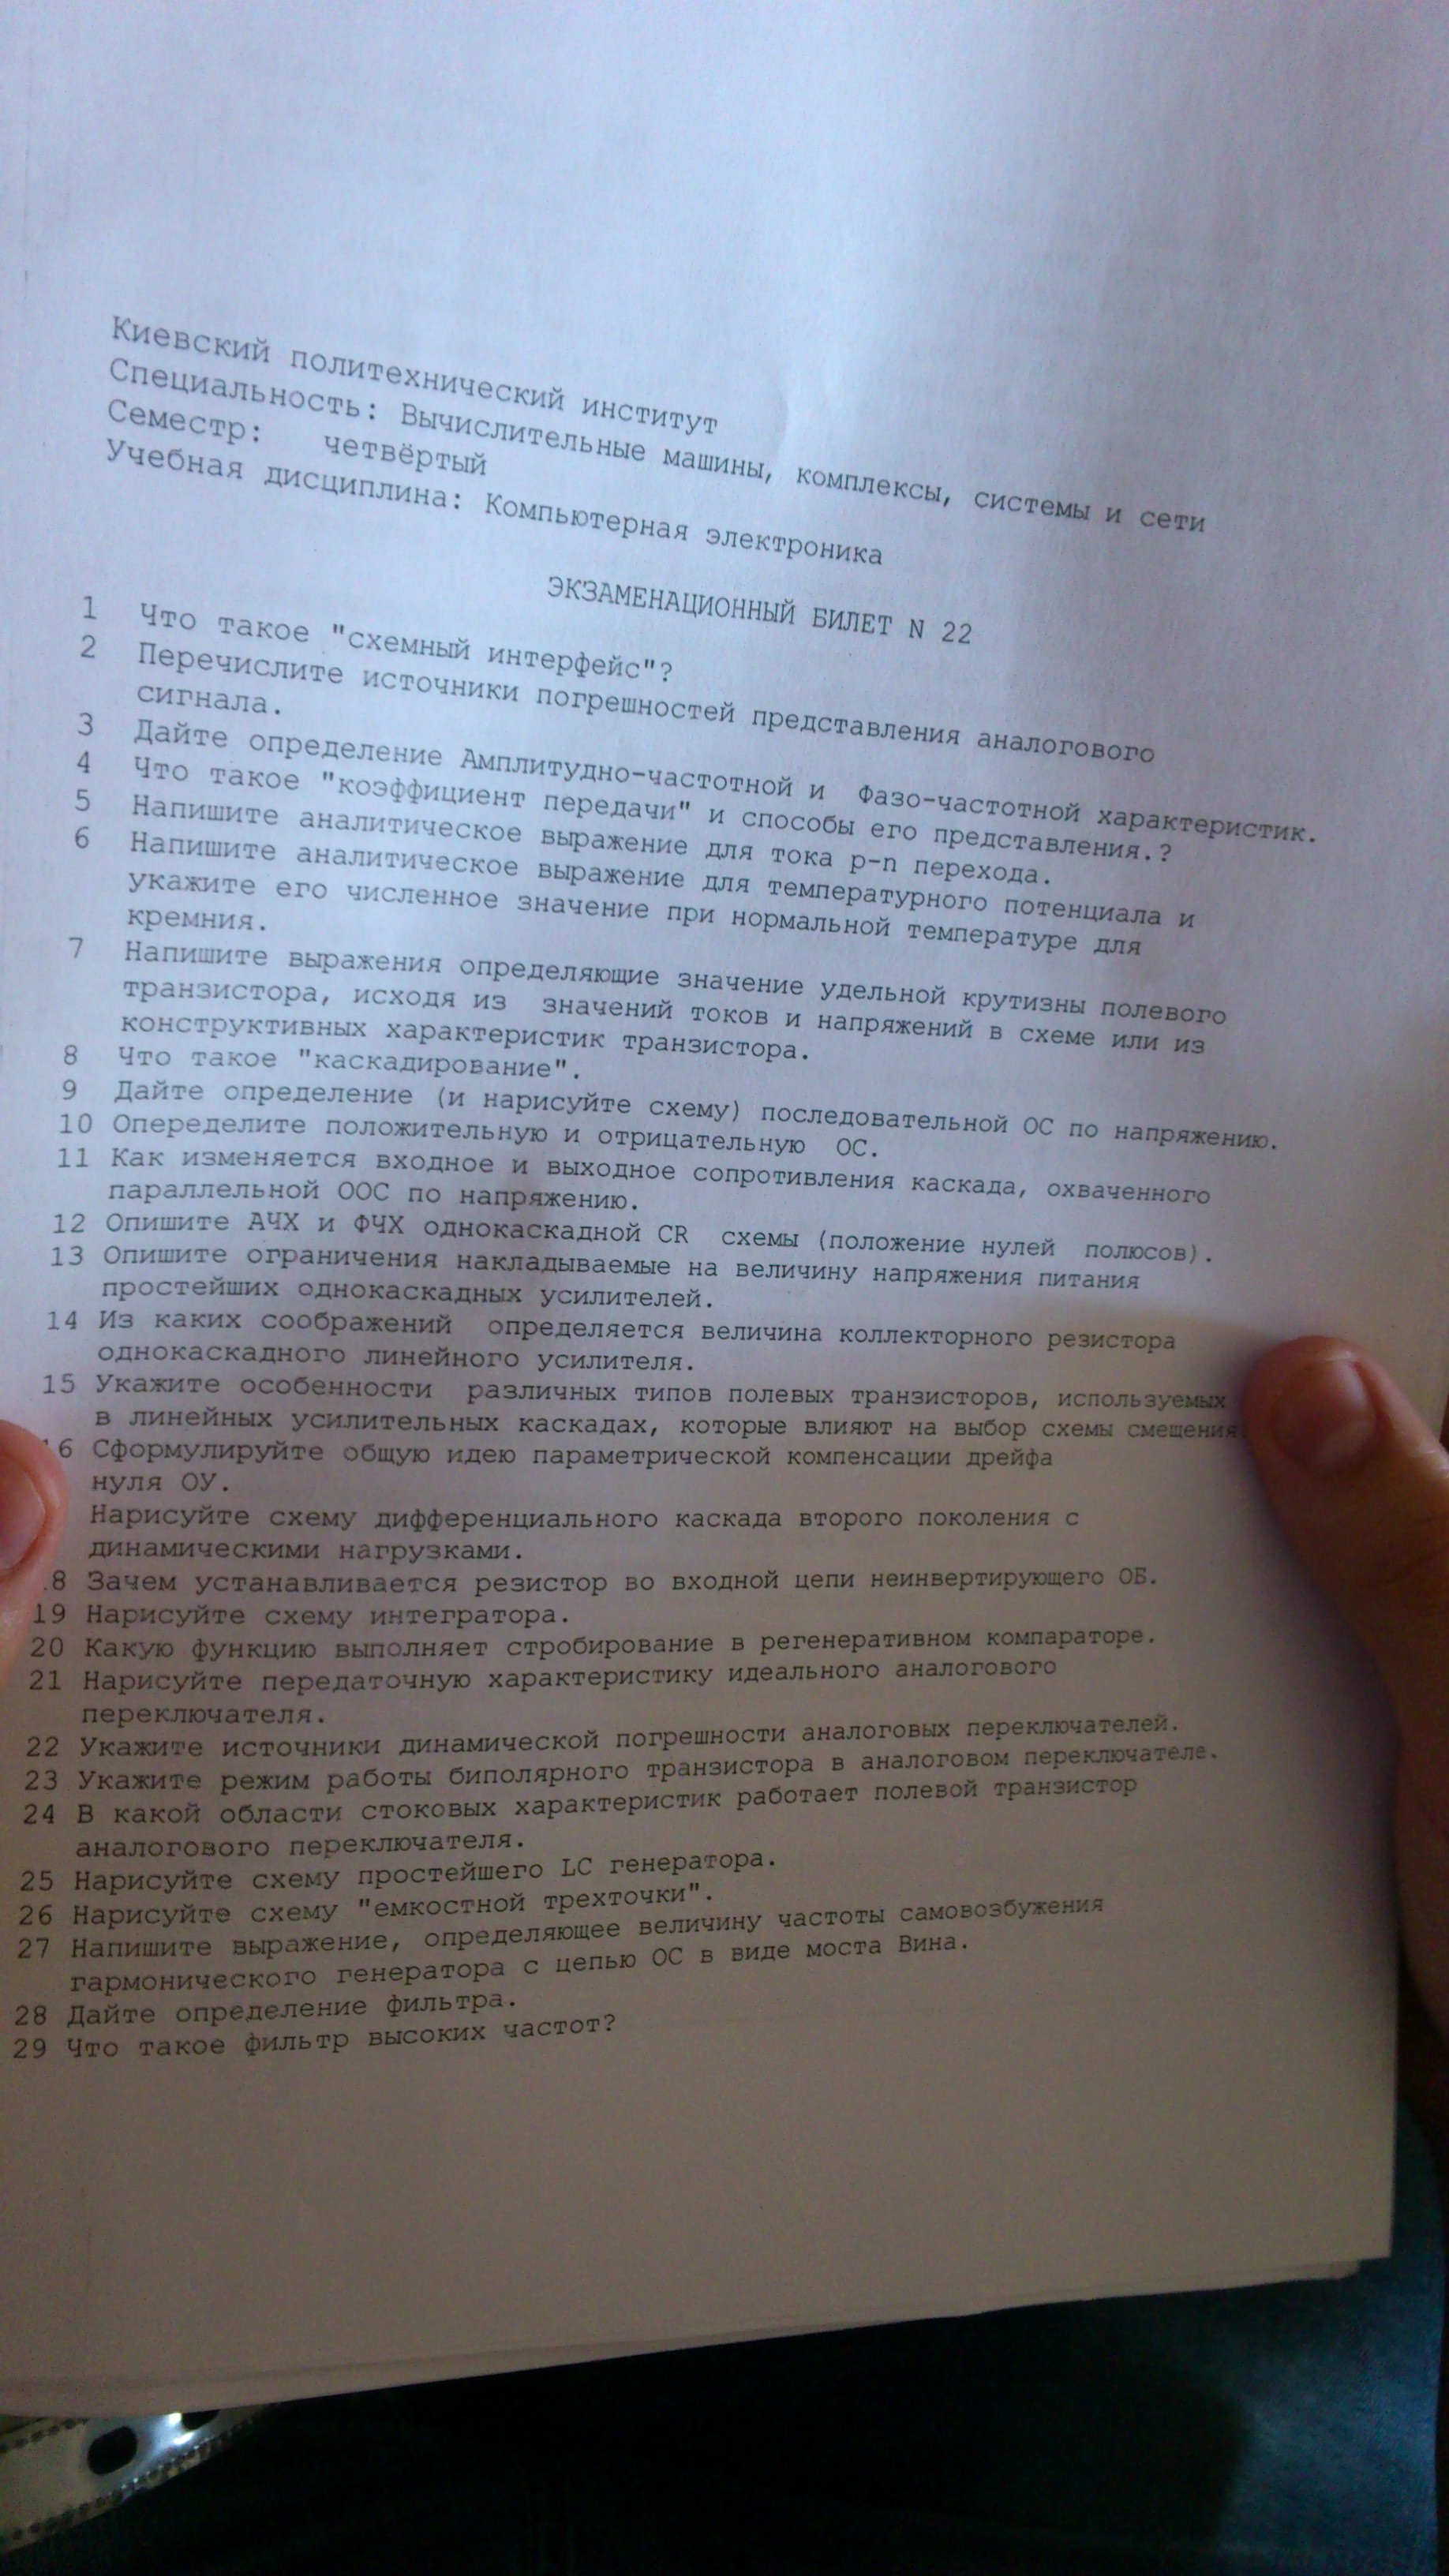 Киевский политехнический институт
Специальность: Вычислительные машины, комплексы, системы и сети
Семестр: четвёртый
Учебная дисциплина: Компьютерная электроника
ЭКЗАМЕНАЦИОННЫЙ БИЛЕТ N 22
1 Что такое "схемный интерфейс"?
2 Перечислите источники погрешностей представления аналогового
сигнала.
3 Дайте определение Амплитудно-частотной и Фазо-частотной характеристик.
4 Что такое "коэффициент передачи" и способы его представления.?
5 Напишите аналитическое выражение для тока p-n перехода.
6 Напишите аналитическое выражение для температурного потенциала и
укажите его численное значение при нормальной температуре для
кремния.
7 Напишите выражения определяющие значение удельной крутизны полевого
транзистора, исходя из значений токов и напряжений в схеме или из
конструктивных характеристик транзистора.
8 Что такое "каскадирование".
9 Дайте определение (и нарисуйте схему) последовательной ОС по напряжению.
10 Опеределите положительную и отрицательную ОС.
11 Как изменяется входное и выходное сопротивления каскада, охваченного
параллельной ООС по напряжению.
12 Опишите АЧХ и ФЧХ однокаскадной CR схемы (положение нулей полюсов).
13 Опишите ограничения накладываемые на величину напряжения питания
простейших однокаскадных усилителей.
14 Из каких соображений определяется величина коллекторного резистора
однокаскадного линейного усилителя.
15 Укажите особенности различных типов полевых транзисторов, используемых
в линейных усилительных каскадах, которые влияют на выбор схемы смещения
6 Сформулируйте общую идею параметрической компенсации дрейфа
нуля ОУ.
Нарисуйте схему дифференциального каскада второго поколения с
динамическими нагрузками.
8 Зачем устанавливается резистор во входной цепи неинвертирующего ОБ.
19 Нарисуйте схему интегратора.
20 Какую функцию выполняет стробирование в регенеративном компараторе.
21 Нарисуйте передаточную характеристику идеального аналогового
переключателя.
22 Укажите источники динамической погрешности аналоговых переключателей.
23 Укажите режим работы биполярного транзистора в аналоговом переключателе.
24 В какой области стоковых характеристик работает полевой транзистор
аналогового переключателя.
25 Нарисуйте схему простейшего LC генератора.
26 Нарисуйте схему "емкостной трехточки".
27 Напишите выражение, определяющее величину частоты самовозбужения
гармонического генератора с цепью ОС в виде моста Вина.
28 Дайте определение фильтра.
29 Что такое фильтр высоких частот?